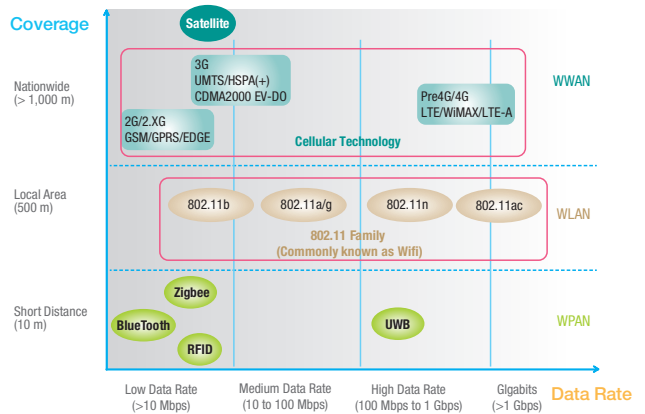 Coverage
Satellite
Nationwide
(> 1,000 m)
3G
UMTS/HSPA(+)
CDMA2000 EV-DO
WWAN
Pre4G/4G
LTE/WiMAX/LTE-A
2G/2.XG
GSM/GPRS/EDGE
Cellular Technology
Local Area
(500 m)
802.11b
802.11a/g
802.11n
802.11ac
WLAN
802.11 Family
(Commonly known as Wifi)
Zigbee
Short Distance
(10 m)
BlueTooth
UWB
WPAN
RFID
Low Data Rate
(>10 Mbps)
Medium Data Rate
(10 to 100 Mbps)
High Data Rate
(100 Mbps to 1 Gbps)
GIgabits
(>1 Gbps)
Data Rate